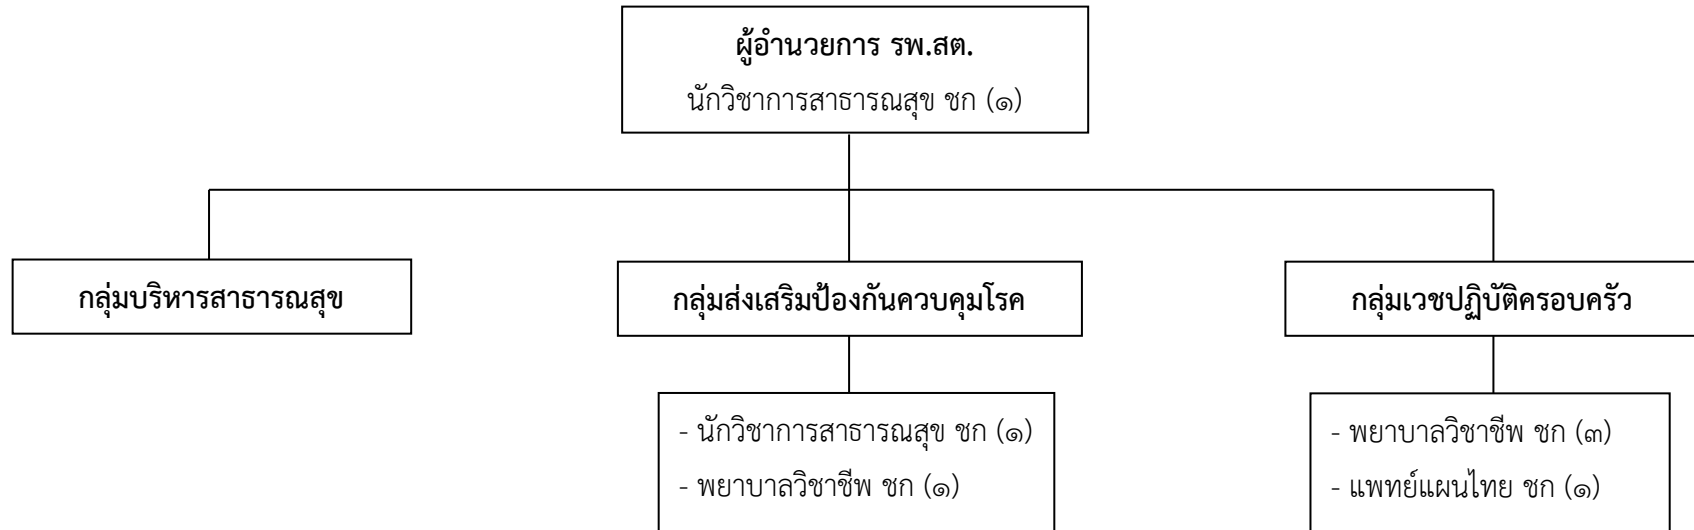 ผู้อำนวยการ รพ.สต.
นักวิชาการสาธารณสุข ชก (๑)
กลุ่มบริหารสาธารณสุข
กลุ่มส่งเสริมป้องกันควบคุมโรค
กลุ่มเวชปฏิบัติครอบครัว
- นักวิชาการสาธารณสุข ชก (๑)
- พยาบาลวิชาชีพ ชก (๑)
- พยาบาลวิชาชีพ ชก (๓)
- แพทย์แผนไทย ชก (๑)